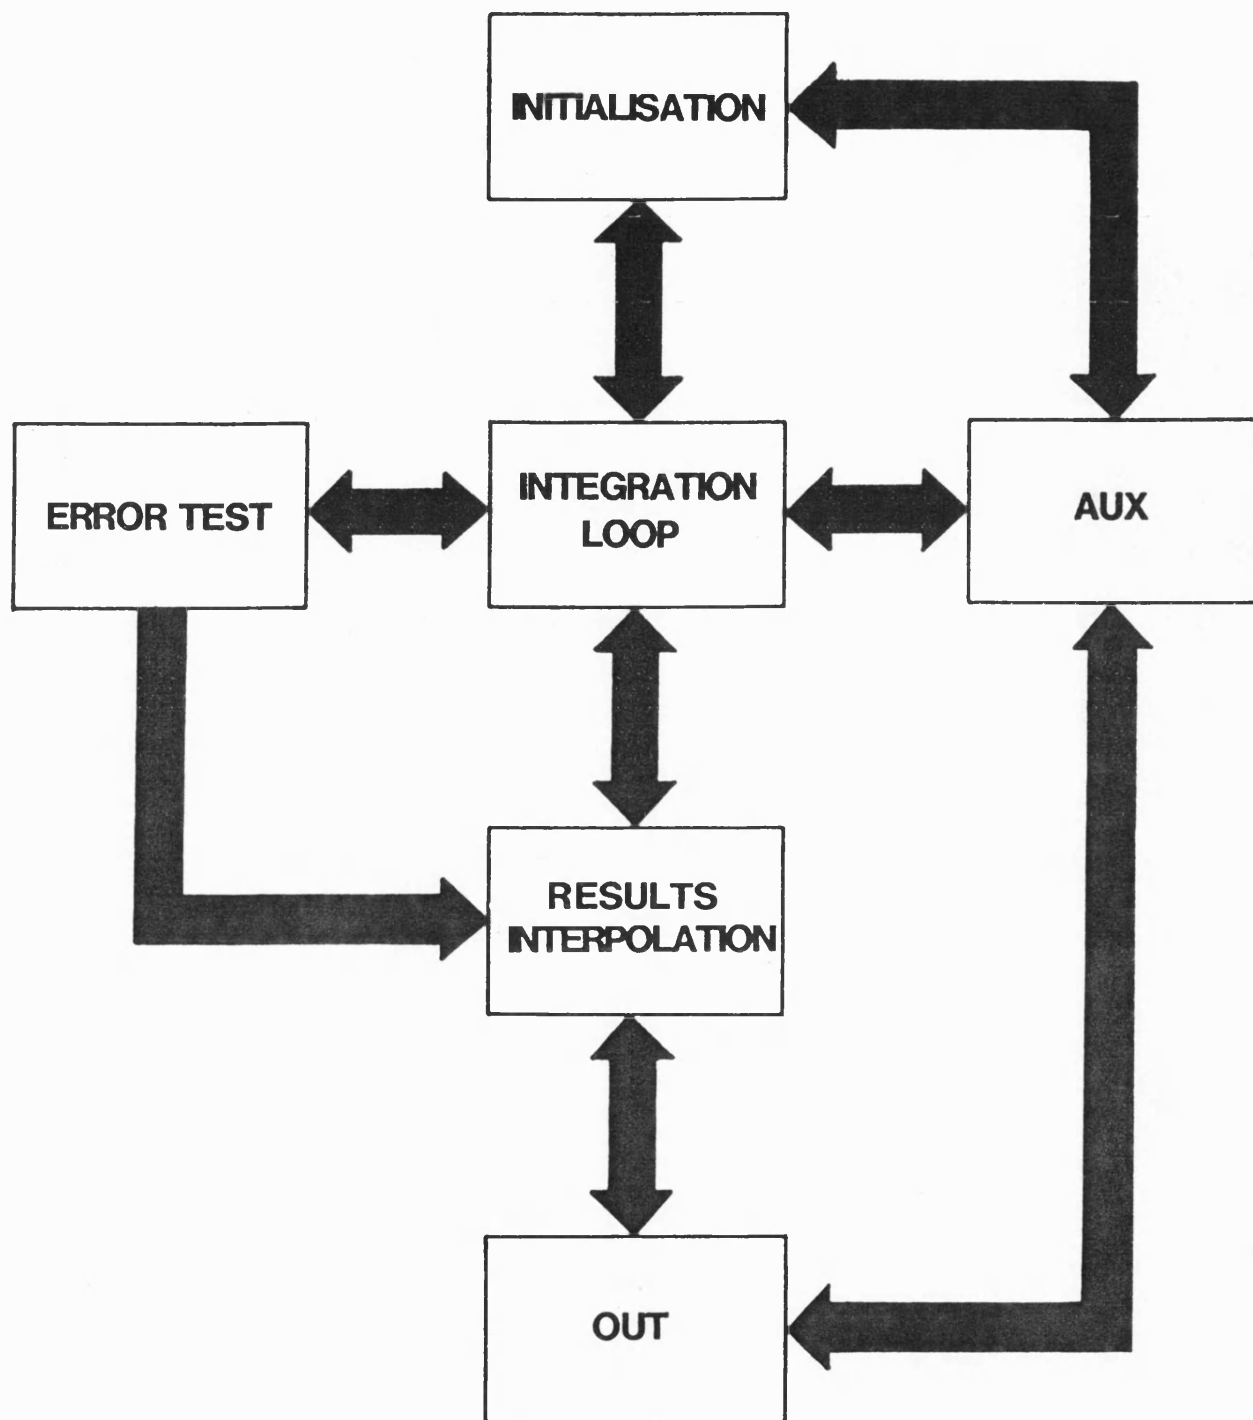 INITIALISATION
ERROR TEST
INTEGRATION
LOOP
AUX
RESULTS
INTERPOLATION
OUT